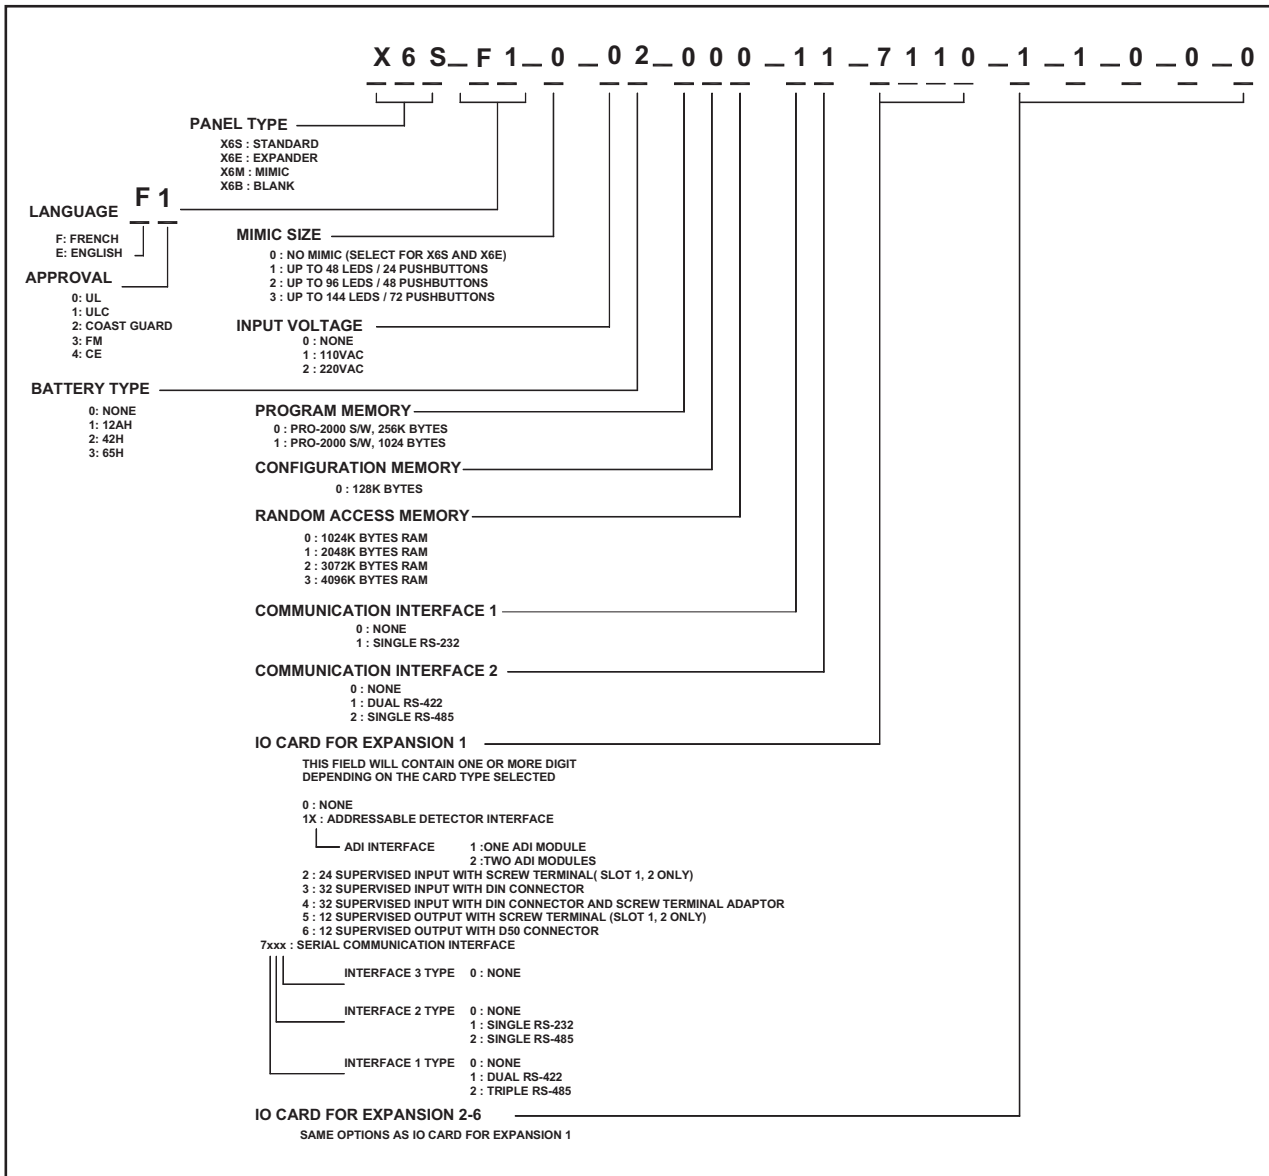 X 6 S _ F 1 _ 0 _ 0 2 _ 0 0 0 _ 1 1 _ 7 1 1 0 _ 1 _ 1 _ 0 _ 0 _ 0
PANEL TYPE
X6S : STANDARD
X6E : EXPANDER
X6M : MIMIC
X6B : BLANK
F 1
LANGUAGE
F: FRENCH
E: ENGLISH
APPROVAL
0: UL
1: ULC
2: COAST GUARD
3: FM
4: CE
MIMIC SIZE
0 : NO MIMIC (SELECT FOR X6S AND X6E)
1 : UP TO 48 LEDS / 24 PUSHBUTTONS
2 : UP TO 96 LEDS / 48 PUSHBUTTONS
3 : UP TO 144 LEDS / 72 PUSHBUTTONS
INPUT VOLTAGE
0 : NONE
1 : 110VAC
2 : 220VAC
BATTERY TYPE
0: NONE
1: 12AH
2: 42H
3: 65H
PROGRAM MEMORY
0 : PRO-2000 S/W, 256K BYTES
1 : PRO-2000 S/W, 1024 BYTES
CONFIGURATION MEMORY
0 : 128K BYTES
RANDOM ACCESS MEMORY
0 : 1024K BYTES RAM
1 : 2048K BYTES RAM
2 : 3072K BYTES RAM
3 : 4096K BYTES RAM
COMMUNICATION INTERFACE 1
0 : NONE
1 : SINGLE RS-232
COMMUNICATION INTERFACE 2
0 : NONE
1 : DUAL RS-422
2 : SINGLE RS-485
IO CARD FOR EXPANSION 1
THIS FIELD WILL CONTAIN ONE OR MORE DIGIT
DEPENDING ON THE CARD TYPE SELECTED
0 : NONE
1X : ADDRESSABLE DETECTOR INTERFACE
ADI INTERFACE 1 :ONE ADI MODULE
2 :TWO ADI MODULES
2 : 24 SUPERVISED INPUT WITH SCREW TERMINAL( SLOT 1, 2 ONLY)
3 : 32 SUPERVISED INPUT WITH DIN CONNECTOR
4 : 32 SUPERVISED INPUT WITH DIN CONNECTOR AND SCREW TERMINAL ADAPTOR
5 : 12 SUPERVISED OUTPUT WITH SCREW TERMINAL (SLOT 1, 2 ONLY)
6 : 12 SUPERVISED OUTPUT WITH D50 CONNECTOR
7xxx : SERIAL COMMUNICATION INTERFACE
INTERFACE 3 TYPE 0 : NONE
INTERFACE 2 TYPE 0 : NONE
1 : SINGLE RS-232
2 : SINGLE RS-485
INTERFACE 1 TYPE 0 : NONE
1 : DUAL RS-422
2 : TRIPLE RS-485
IO CARD FOR EXPANSION 2-6
SAME OPTIONS AS IO CARD FOR EXPANSION 1